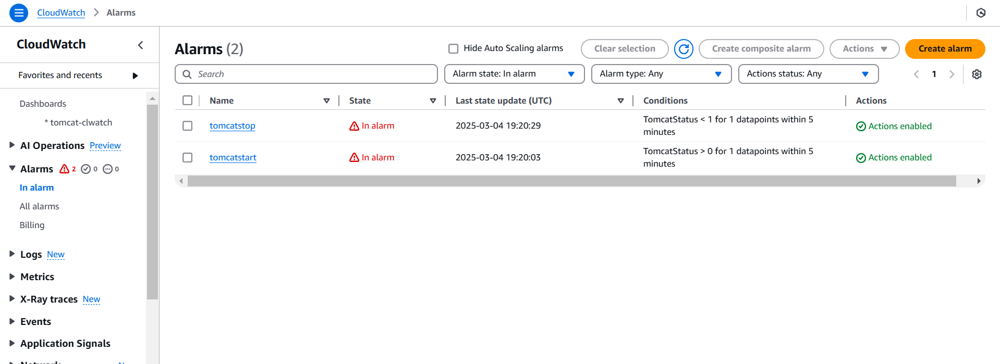 CloudWatch > Alarms
CloudWatch
Favorites and recents
Dashboards
* tomcat-clwatch
AI Operations Preview
Alarms 2 0 0
In alarm
All alarms
Billing
Logs New
Metrics
X-Ray traces New
Events
Application Signals
Alarms (2)
Hide Auto Scaling alarms
Clear selection
Create composite alarm
Actions
Create alarm
Search
Alarm state: In alarm
Alarm type: Any
Actions status: Any
1
Name State Last state update (UTC) Conditions Actions
tomcatstop In alarm 2025-03-04 19:20:29 TomcatStatus < 1 for 1 datapoints within 5
minutes
Actions enabled
tomcatstart In alarm 2025-03-04 19:20:03 TomcatStatus > 0 for 1 datapoints within 5
minutes
Actions enabled